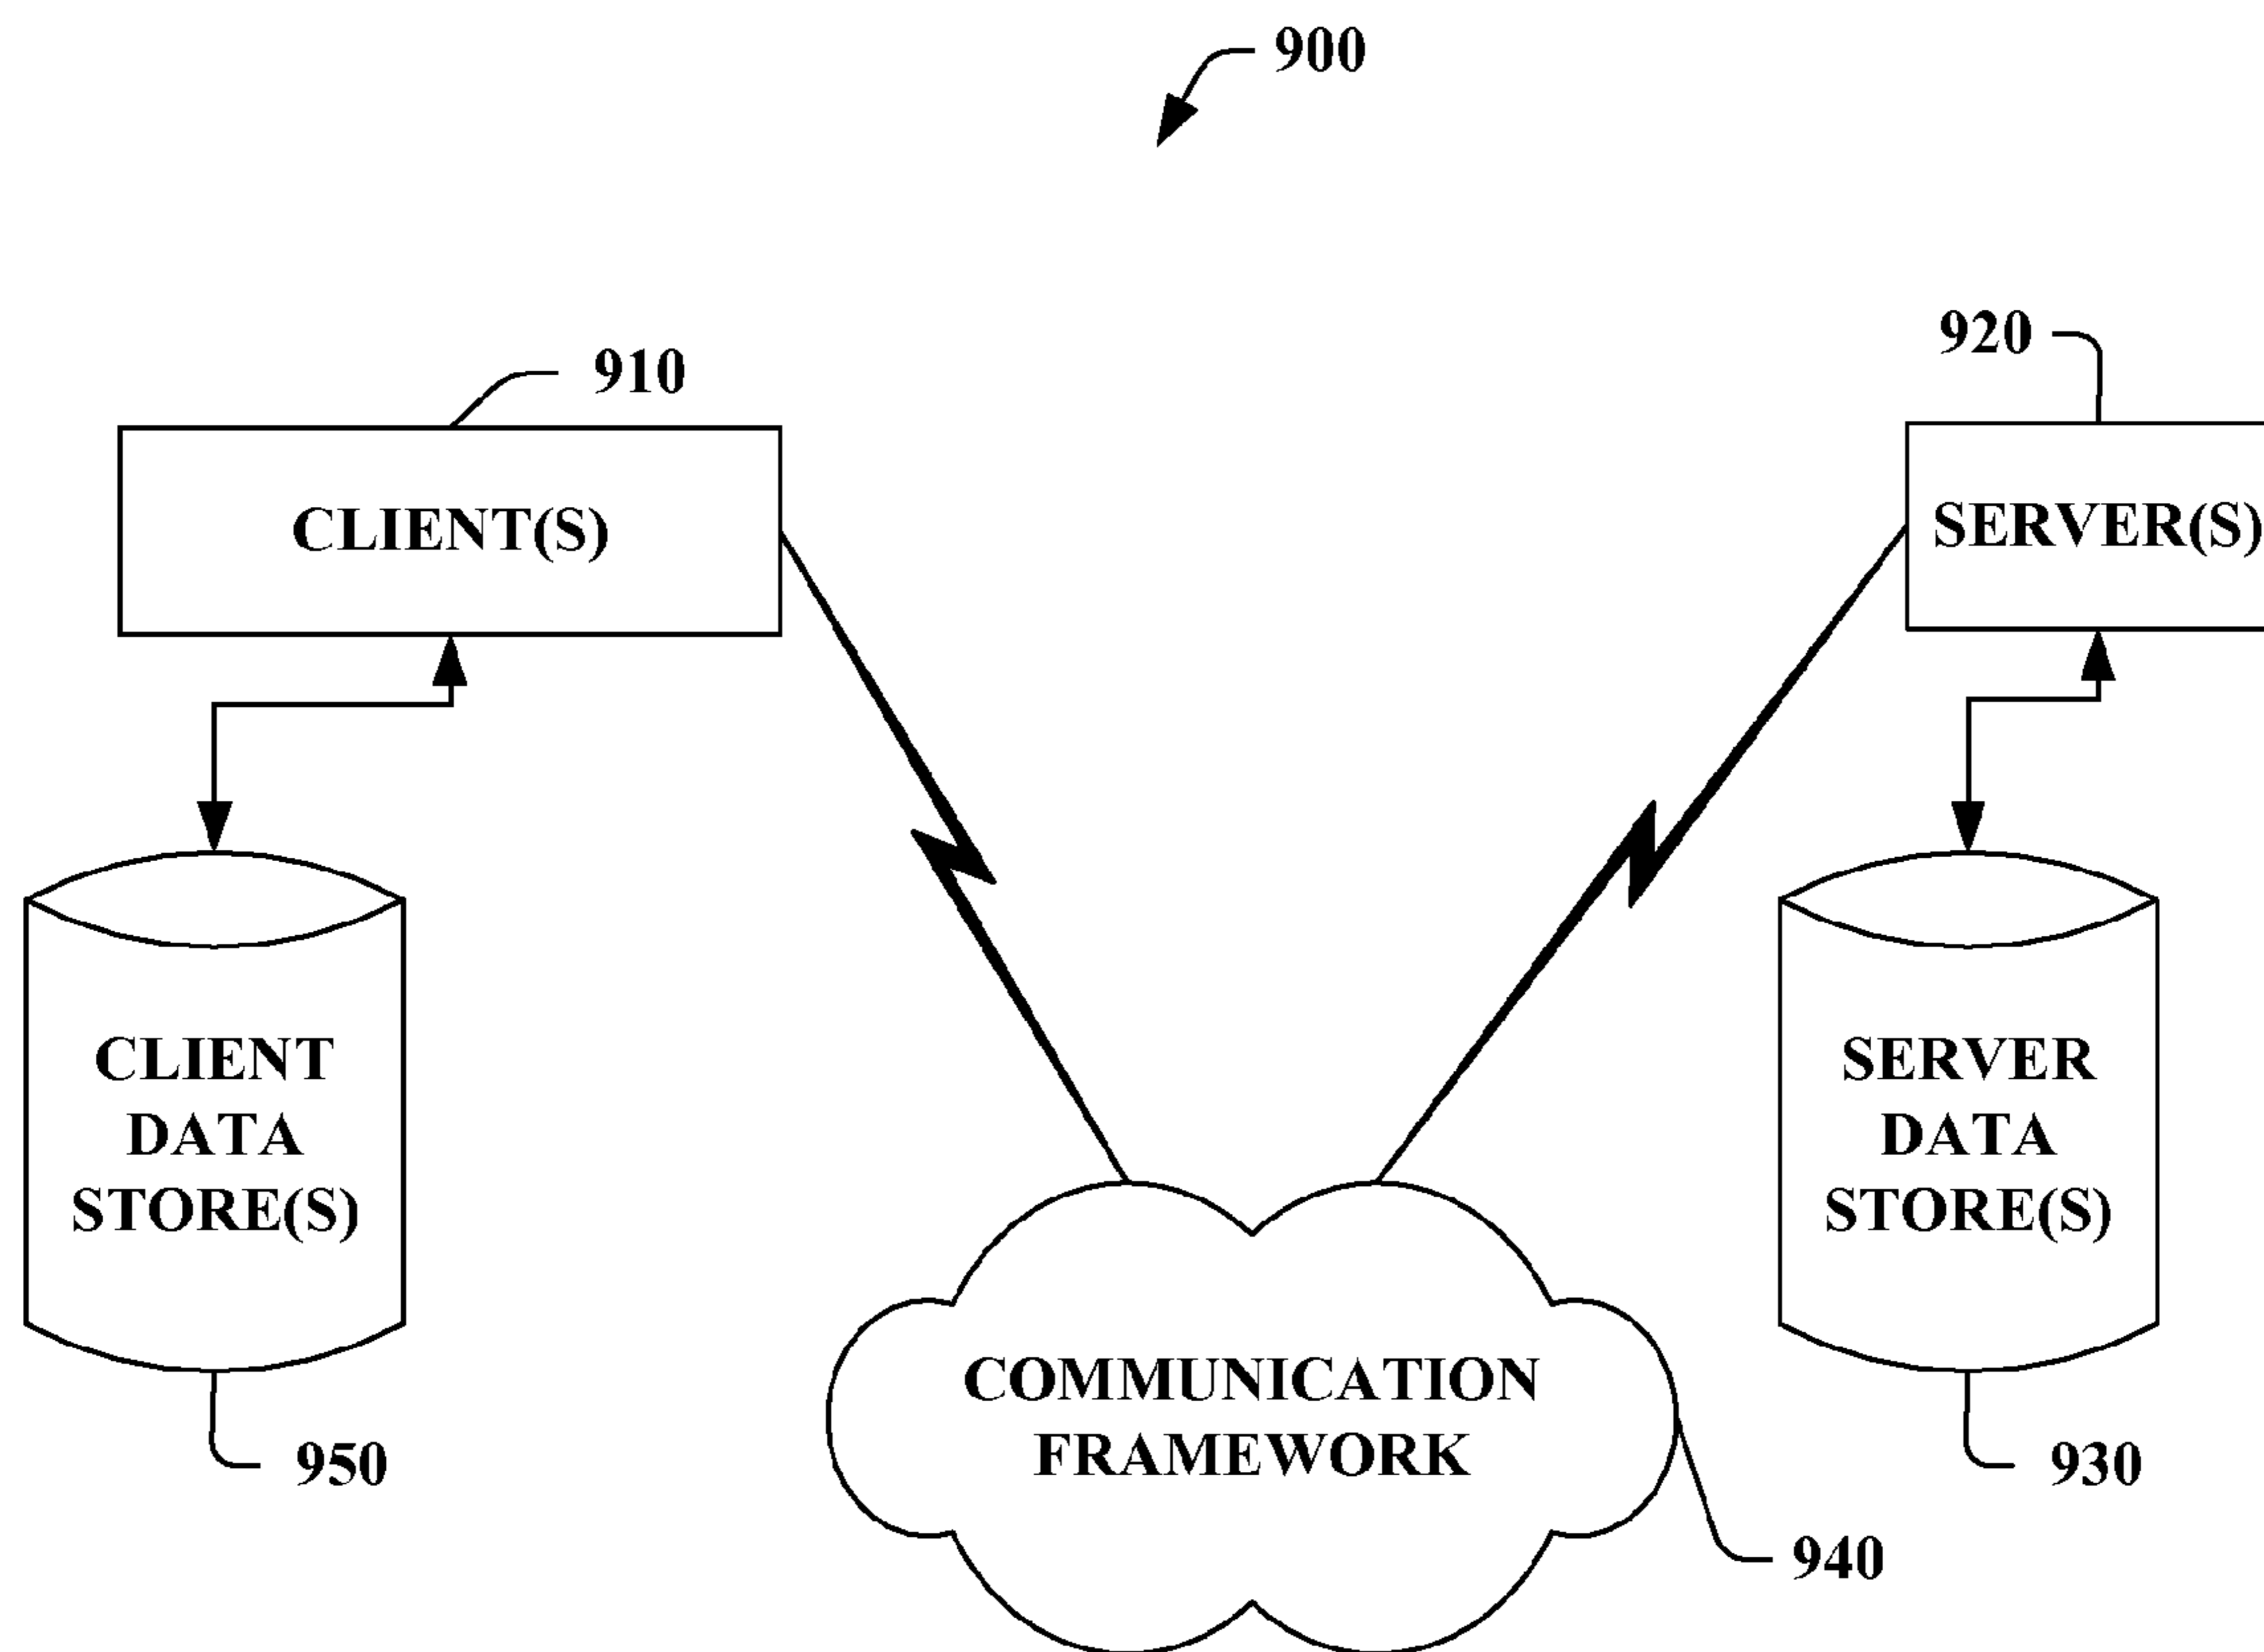 900
910
920
CLIENT(S)
SERVER(S)
CLIENT
DATA
STORE(S)
SERVER
DATA
STORE(S)
COMMUNICATION
FRAMEWORK
950
930
940